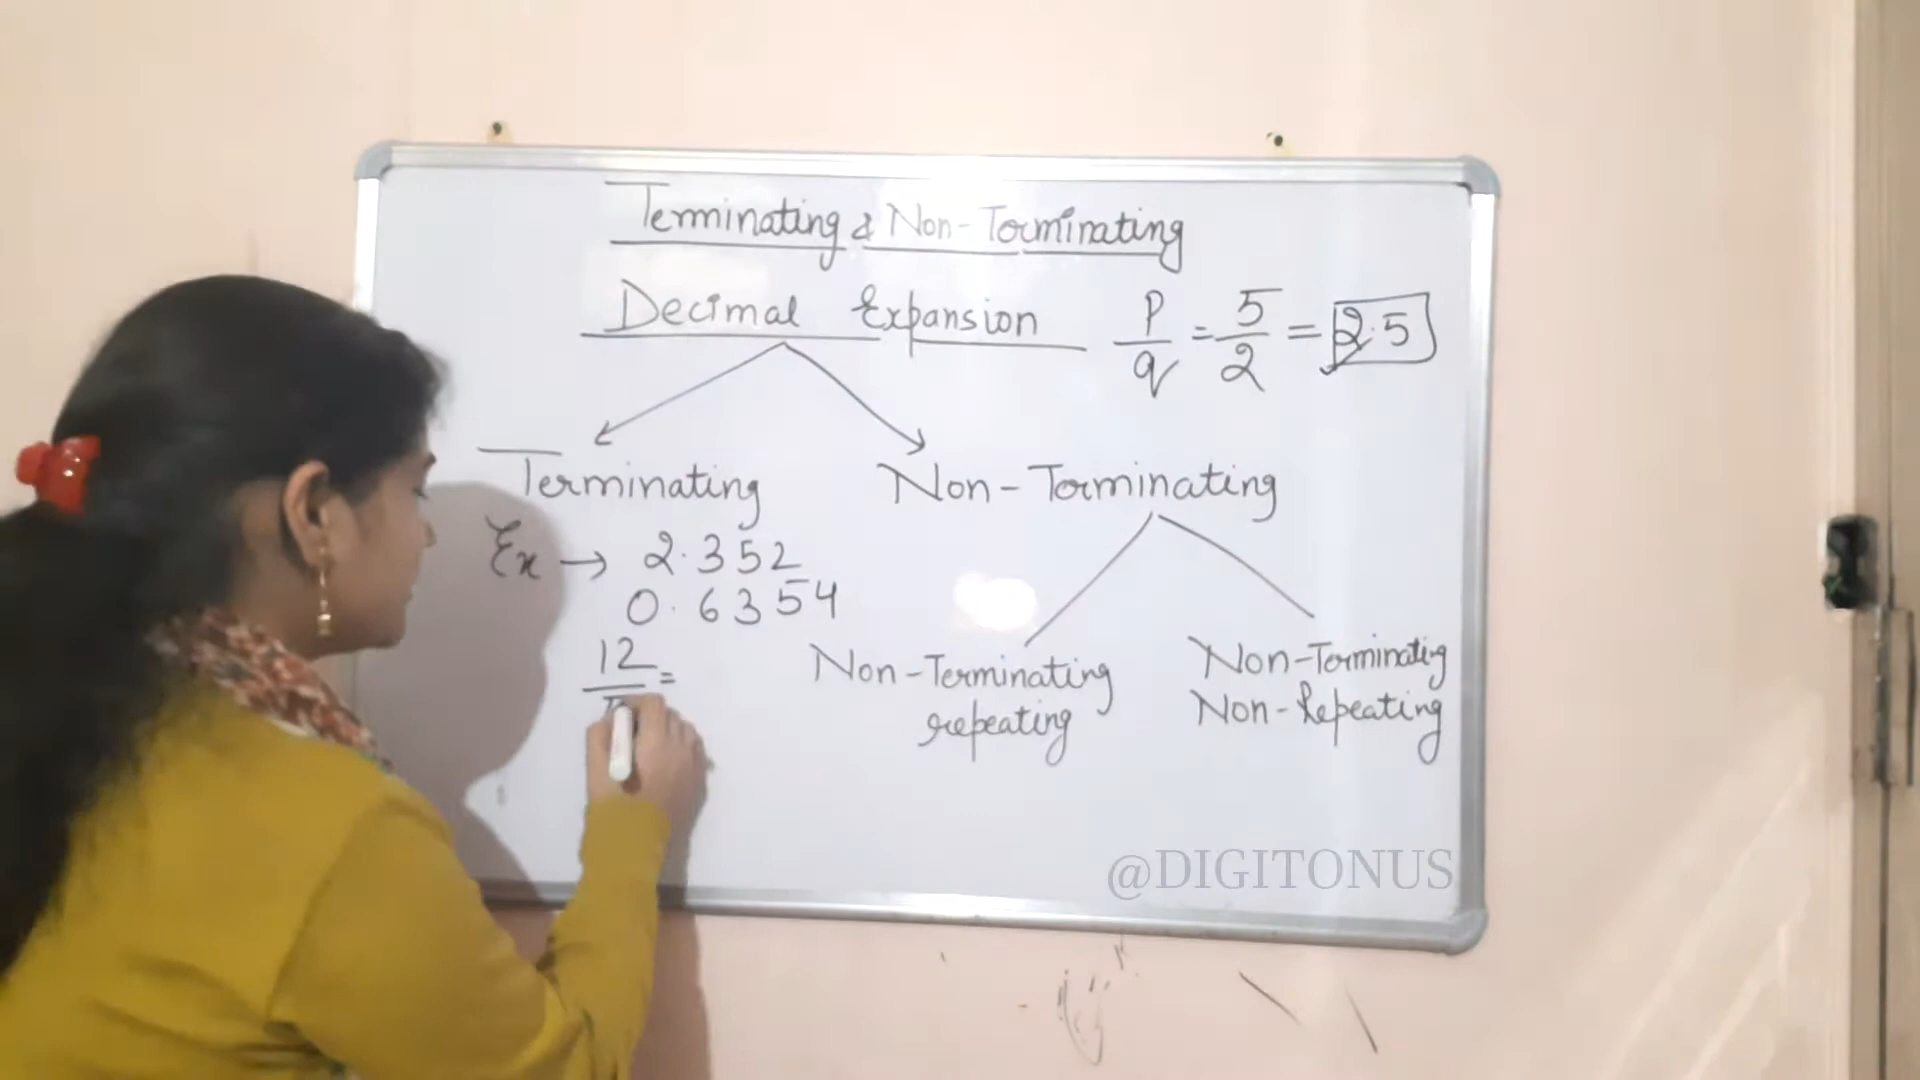 Terminating & Non-Terminating
Decimal Expansion
p/q = 5/2 = 2.5
Terminating
Non-Terminating
Ex → 2.352
0.6354
12/ =
Non-Terminating
repeating
Non-Terminating
Non-Repeating
@DIGITONUS